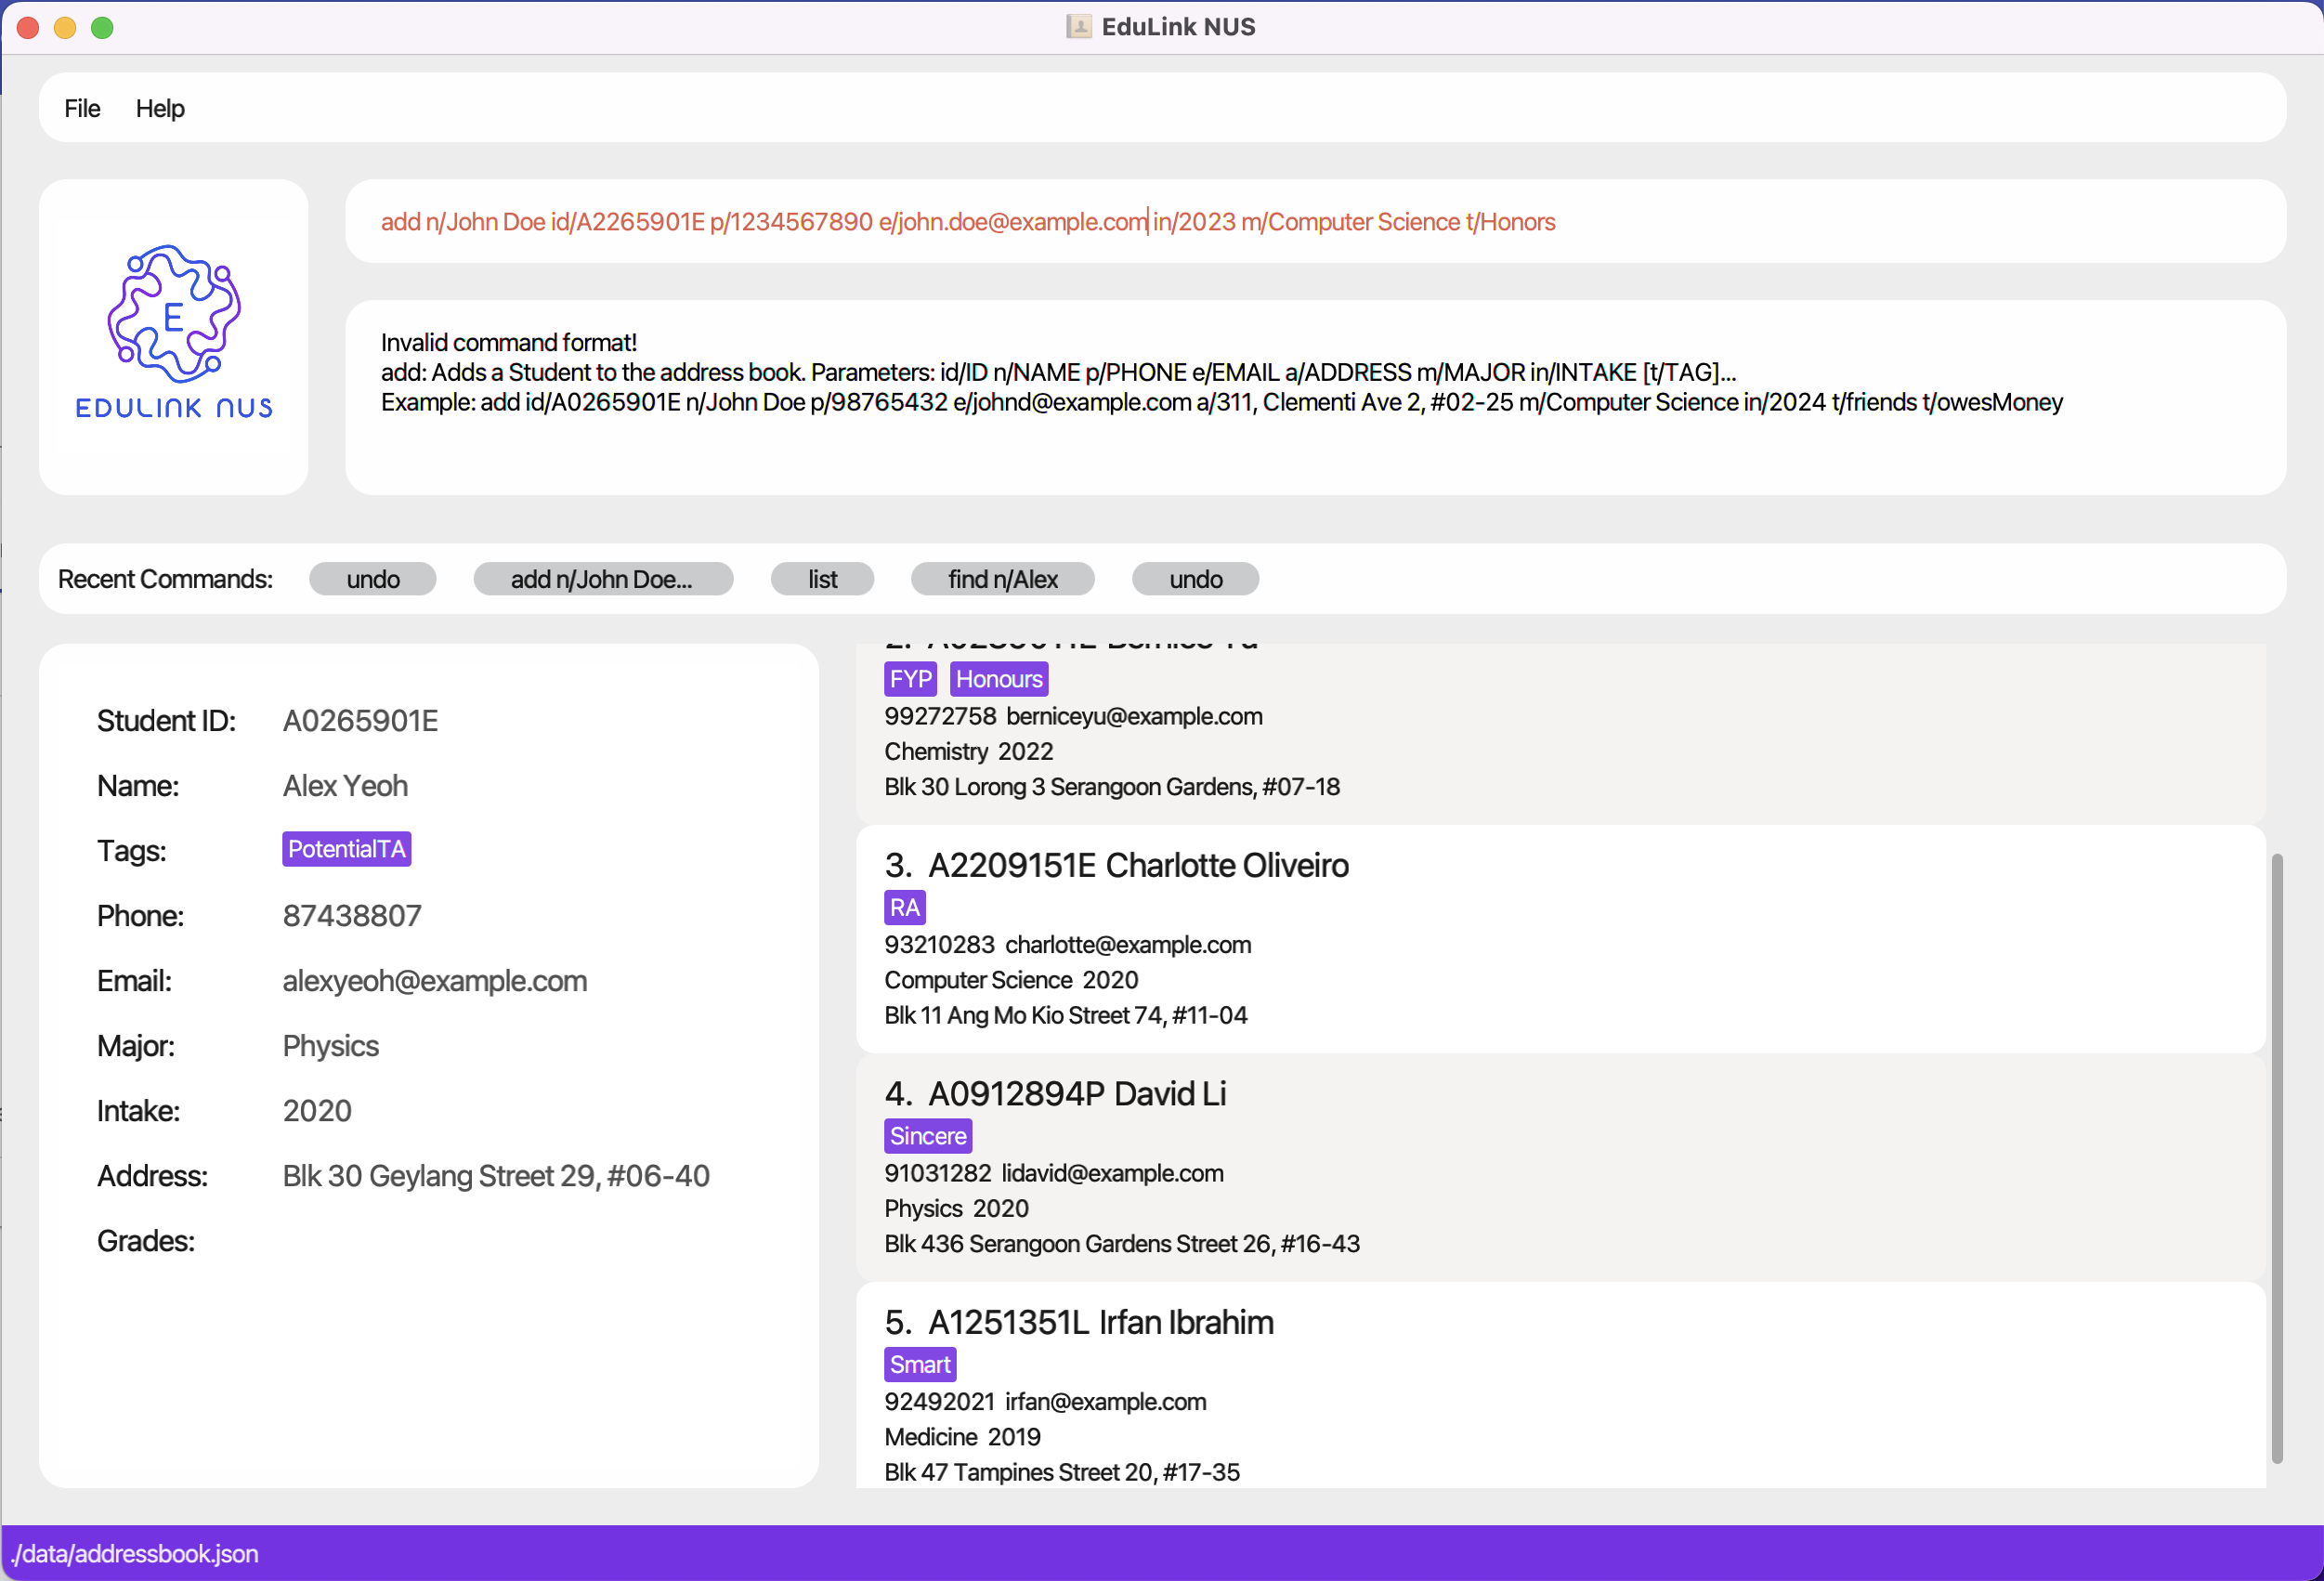 EduLink NUS
File Help
add n/John Doe id/A2265901E p/1234567890 e/john.doe@example.com in/2023 m/Computer Science t/Honors
E
EDULINK NUS
Invalid command format!
add: Adds a Student to the address book. Parameters: id/ID n/NAME p/PHONE e/EMAIL a/ADDRESS m/MAJOR in/INTAKE [t/TAG]...
Example: add id/A0265901E n/John Doe p/98765432 e/johnd@example.com a/311, Clementi Ave 2, #02-25 m/Computer Science in/2024 t/friends t/owesMoney
Recent Commands: undo add n/John Doe... list find n/Alex undo
Student ID: A0265901E
Name: Alex Yeoh
Tags: PotentialTA
Phone: 87438807
Email: alexyeoh@example.com
Major: Physics
Intake: 2020
Address: Blk 30 Geylang Street 29, #06-40
Grades:
FYP Honours
99272758 berniceyu@example.com
Chemistry 2022
Blk 30 Lorong 3 Serangoon Gardens, #07-18
3. A2209151E Charlotte Oliveiro
RA
93210283 charlotte@example.com
Computer Science 2020
Blk 11 Ang Mo Kio Street 74, #11-04
4. A0912894P David Li
Sincere
91031282 lidavid@example.com
Physics 2020
Blk 436 Serangoon Gardens Street 26, #16-43
5. A1251351L Irfan Ibrahim
Smart
92492021 irfan@example.com
Medicine 2019
Blk 47 Tampines Street 20, #17-35
./data/addressbook.json